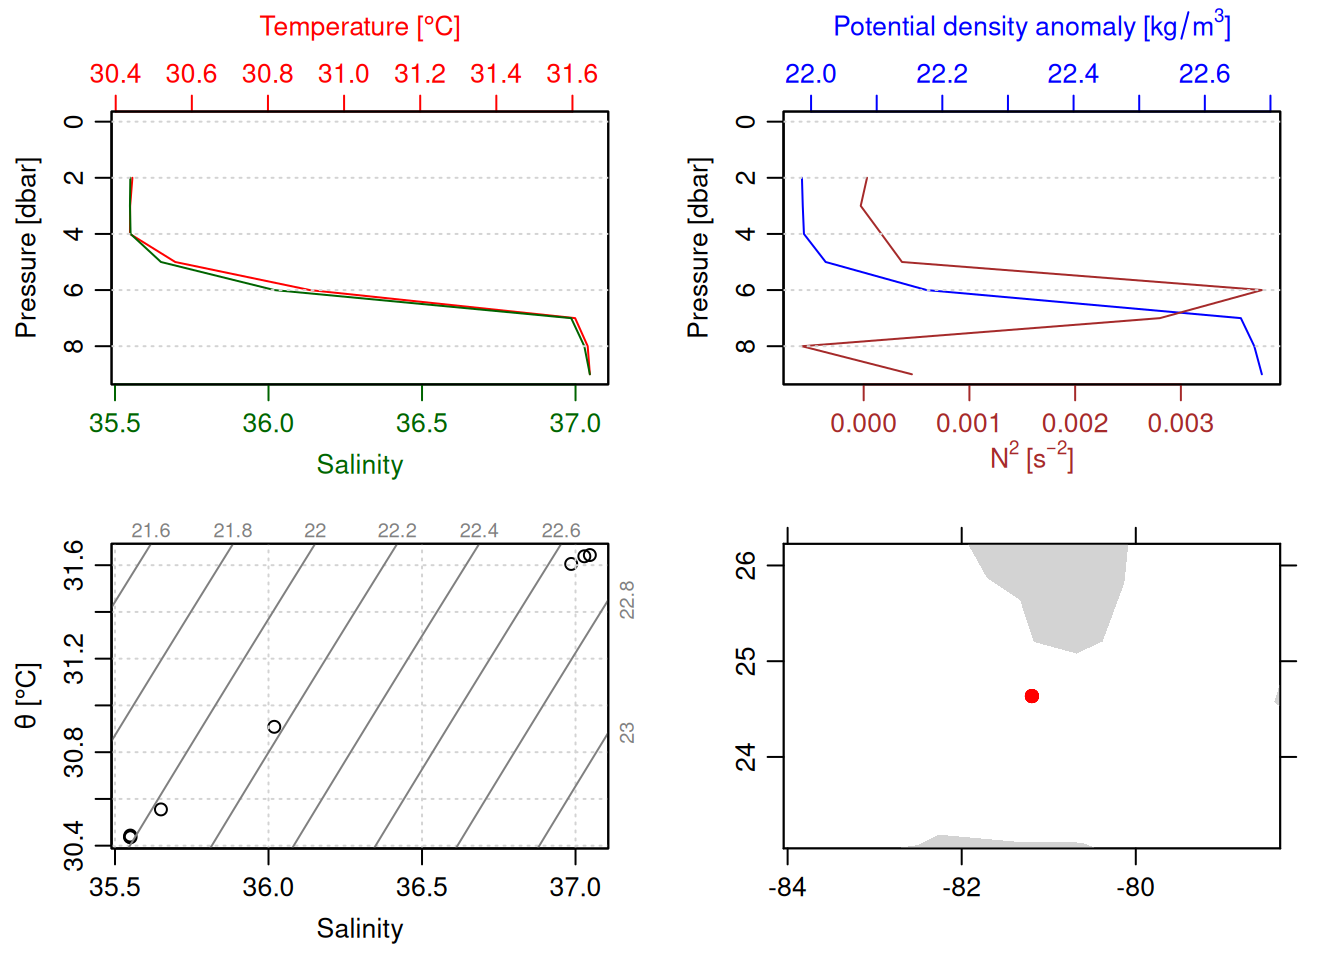 Temperature [°C]
30.4 30.6 30.8 31.0 31.2 31.4 31.6
Pressure [dbar]
0
2
4
6
8
35.5 36.0 36.5 37.0
Salinity
Potential density anomaly [kg/m³]
22.0 22.2 22.4 22.6
Pressure [dbar]
0
2
4
6
8
0.000 0.001 0.002 0.003
N² [s⁻²]
21.6 21.8 22 22.2 22.4 22.6
22.8
23
θ [°C]
31.6
31.2
30.8
30.4
35.5 36.0 36.5 37.0
Salinity
26
25
24
-84 -82 -80